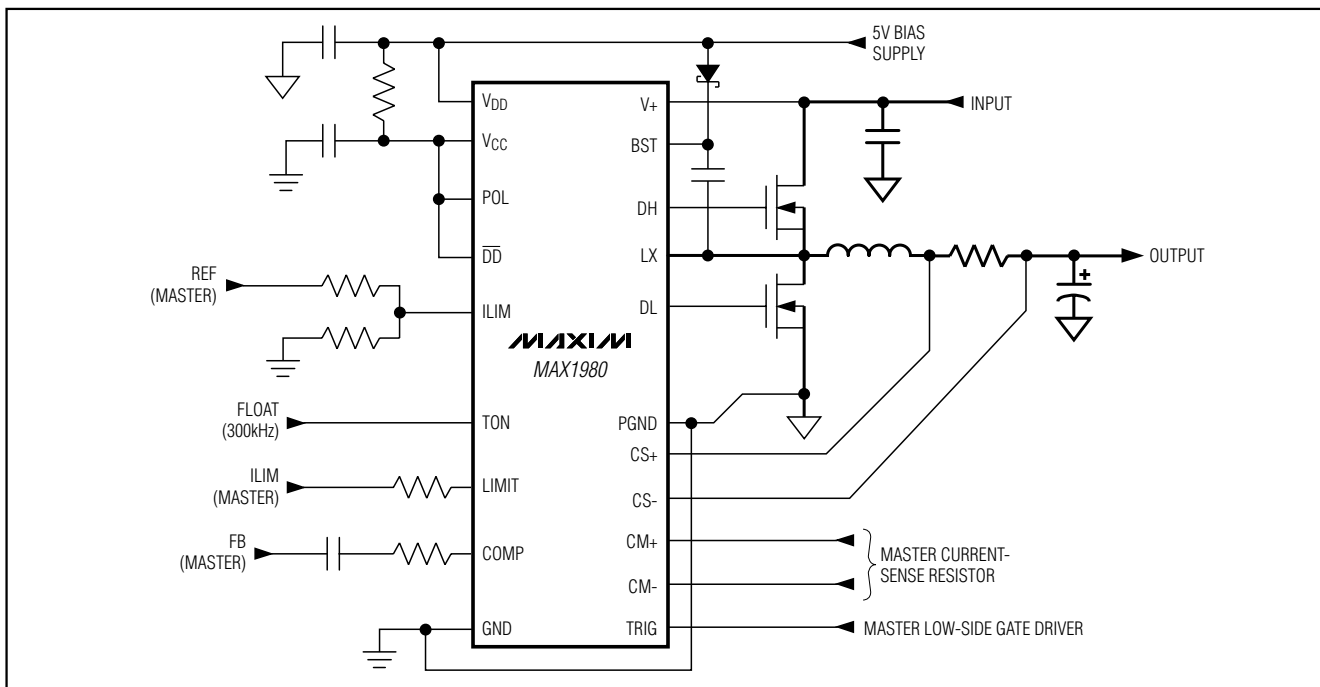 5V BIAS
SUPPLY
VDD
V+
INPUT
VCC
BST
POL
DH
DD
LX
OUTPUT
REF
(MASTER)
ILIM
DL
+
MAXIM
MAX1980
FLOAT
(300kHz)
TON
PGND
CS+
ILIM
(MASTER)
LIMIT
CS-
FB
(MASTER)
COMP
CM+
MASTER CURRENT-
SENSE RESISTOR
CM-
GND
TRIG
MASTER LOW-SIDE GATE DRIVER